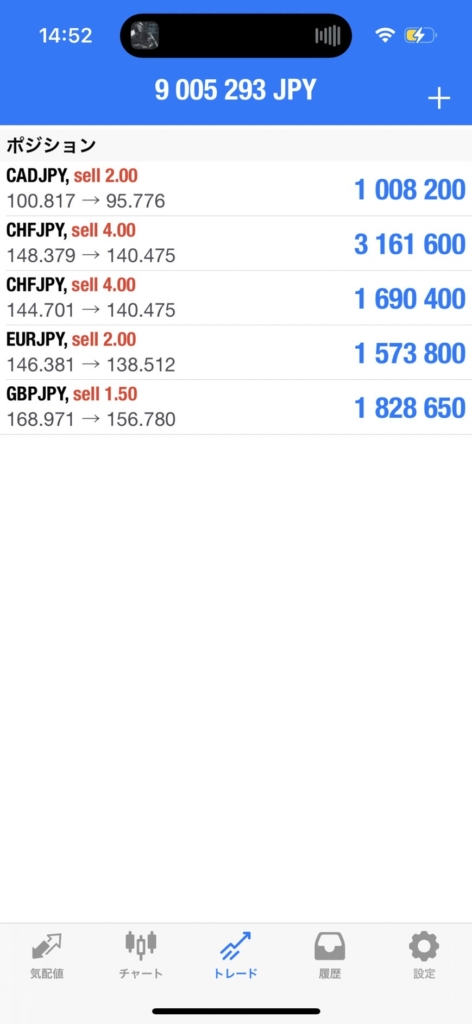 14:52
9 005 293 JPY
ポジション
CADJPY, sell 2.00
100.817 → 95.776
1 008 200
CHFJPY, sell 4.00
148.379 → 140.475
3 161 600
CHFJPY, sell 4.00
144.701 → 140.475
1 690 400
EURJPY, sell 2.00
146.381 → 138.512
1 573 800
GBPJPY, sell 1.50
168.971 → 156.780
1 828 650
気配値
チャート
トレード
履歴
設定